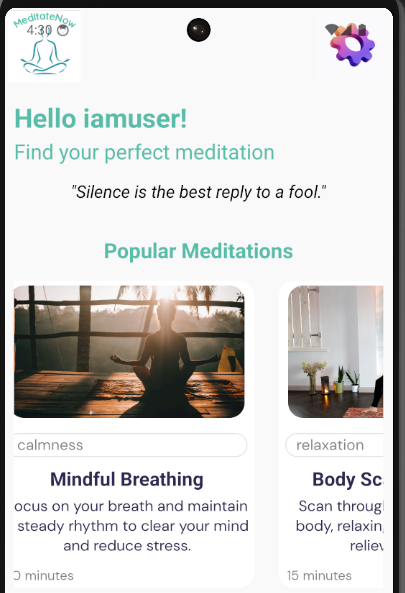 MeditateNow
4:30
Hello iamuser!
Find your perfect meditation
"Silence is the best reply to a fool."
Popular Meditations
calmness
relaxation
Mindful Breathing
Body Sc
ocus on your breath and maintain
steady rhythm to clear your mind
and reduce stress.
Scan throug
body, relaxin
reliev
0 minutes
15 minutes